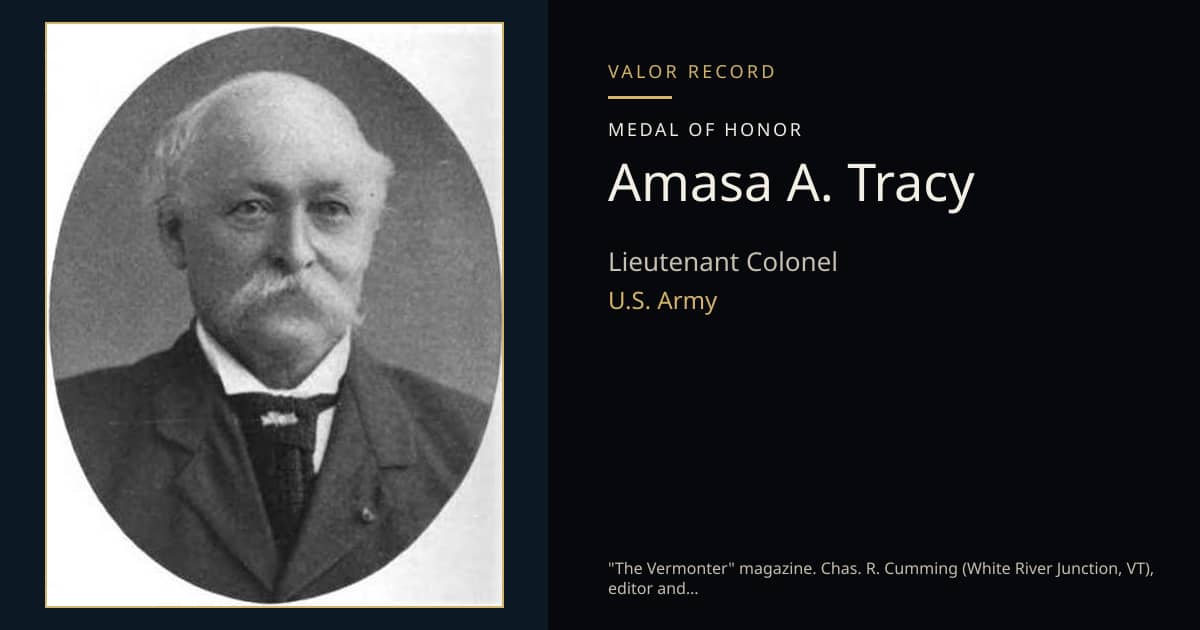 VALOR RECORD
MEDAL OF HONOR
Amasa A. Tracy
Lieutenant Colonel
U.S. Army
"The Vermonter" magazine. Chas. R. Cumming (White River Junction, VT),
editor and...